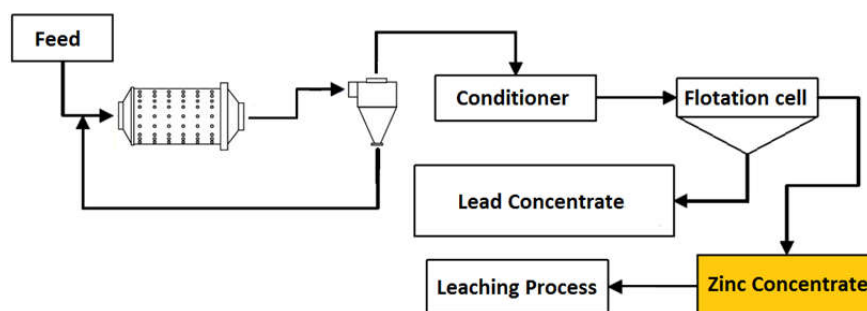 Feed
Conditioner
Flotation cell
Lead Concentrate
Leaching Process
Zinc Concentrate